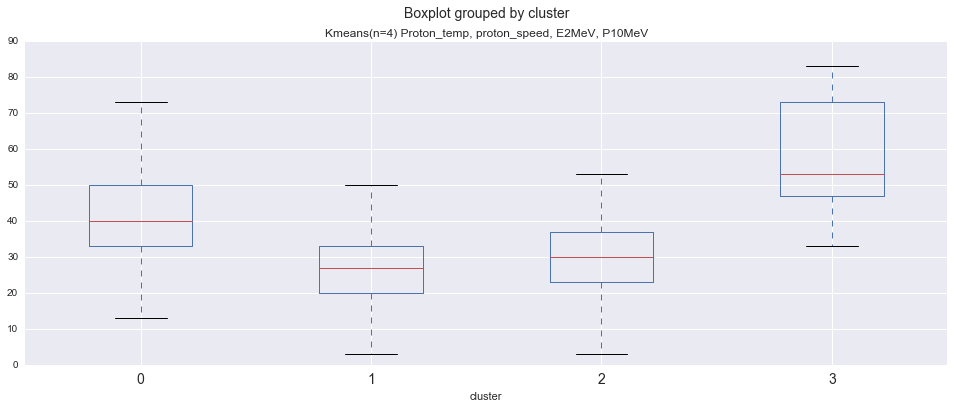 Boxplot grouped by cluster
Kmeans(n=4) Proton_temp, proton_speed, E2MeV, P10MeV
90
80
70
60
50
40
30
20
10
0
0 1 2 3
cluster